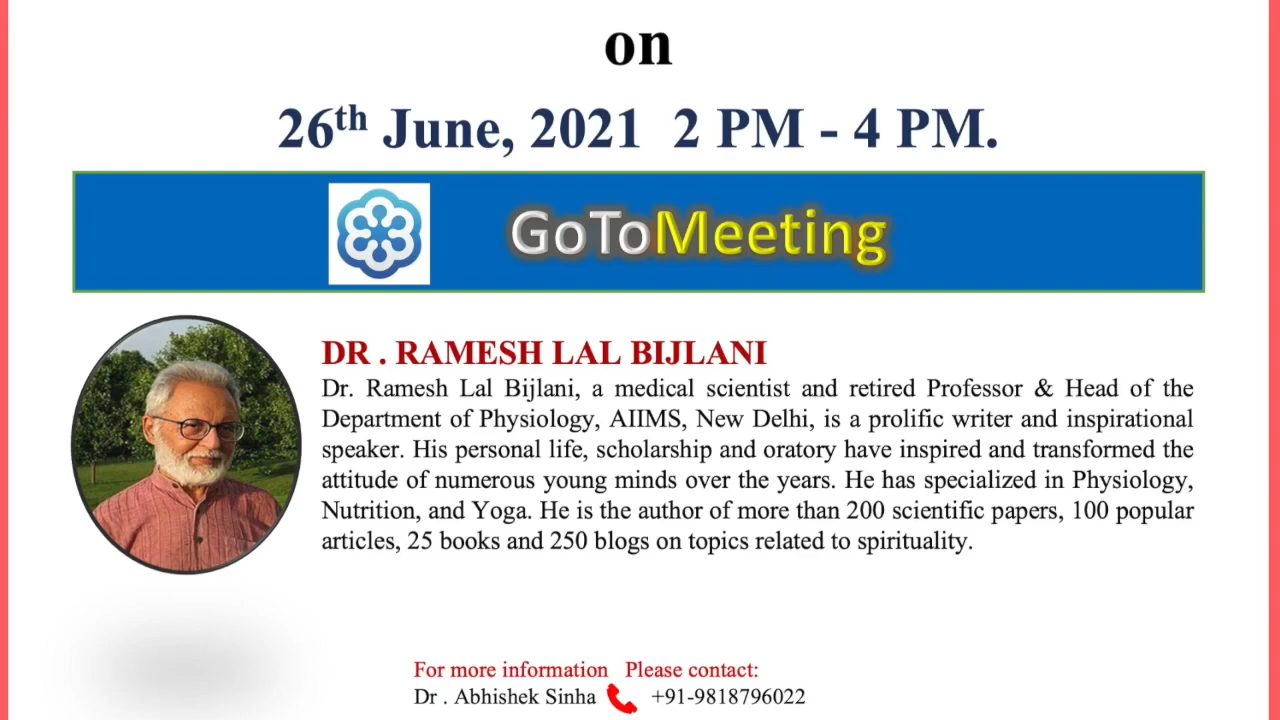 on
26th June, 2021 2 PM - 4 PM.
GoToMeeting
DR . RAMESH LAL BIJLANI
Dr. Ramesh Lal Bijlani, a medical scientist and retired Professor & Head of the
Department of Physiology, AIIMS, New Delhi, is a prolific writer and inspirational
speaker. His personal life, scholarship and oratory have inspired and transformed the
attitude of numerous young minds over the years. He has specialized in Physiology,
Nutrition, and Yoga. He is the author of more than 200 scientific papers, 100 popular
articles, 25 books and 250 blogs on topics related to spirituality.
For more information Please contact:
Dr . Abhishek Sinha +91-9818796022